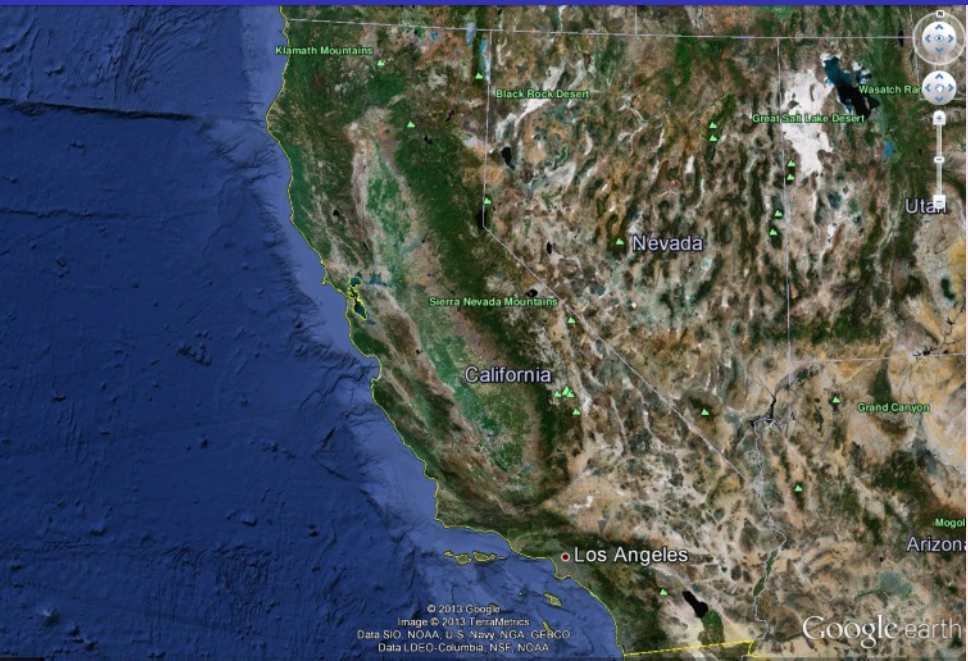 N
Klamath Mountains
Black Rock Desert
Wasatch Ran
Great Salt Lake Desert
Utah
Nevada
Sierra Nevada Mountains
California
Grand Canyon
Mogol
Arizona
Los Angeles
© 2013 Google
Image © 2013 TerraMetrics
Data SIO, NOAA, U.S. Navy, NGA, GEBCO
Data LDEO-Columbia, NSF, NOAA
Google earth